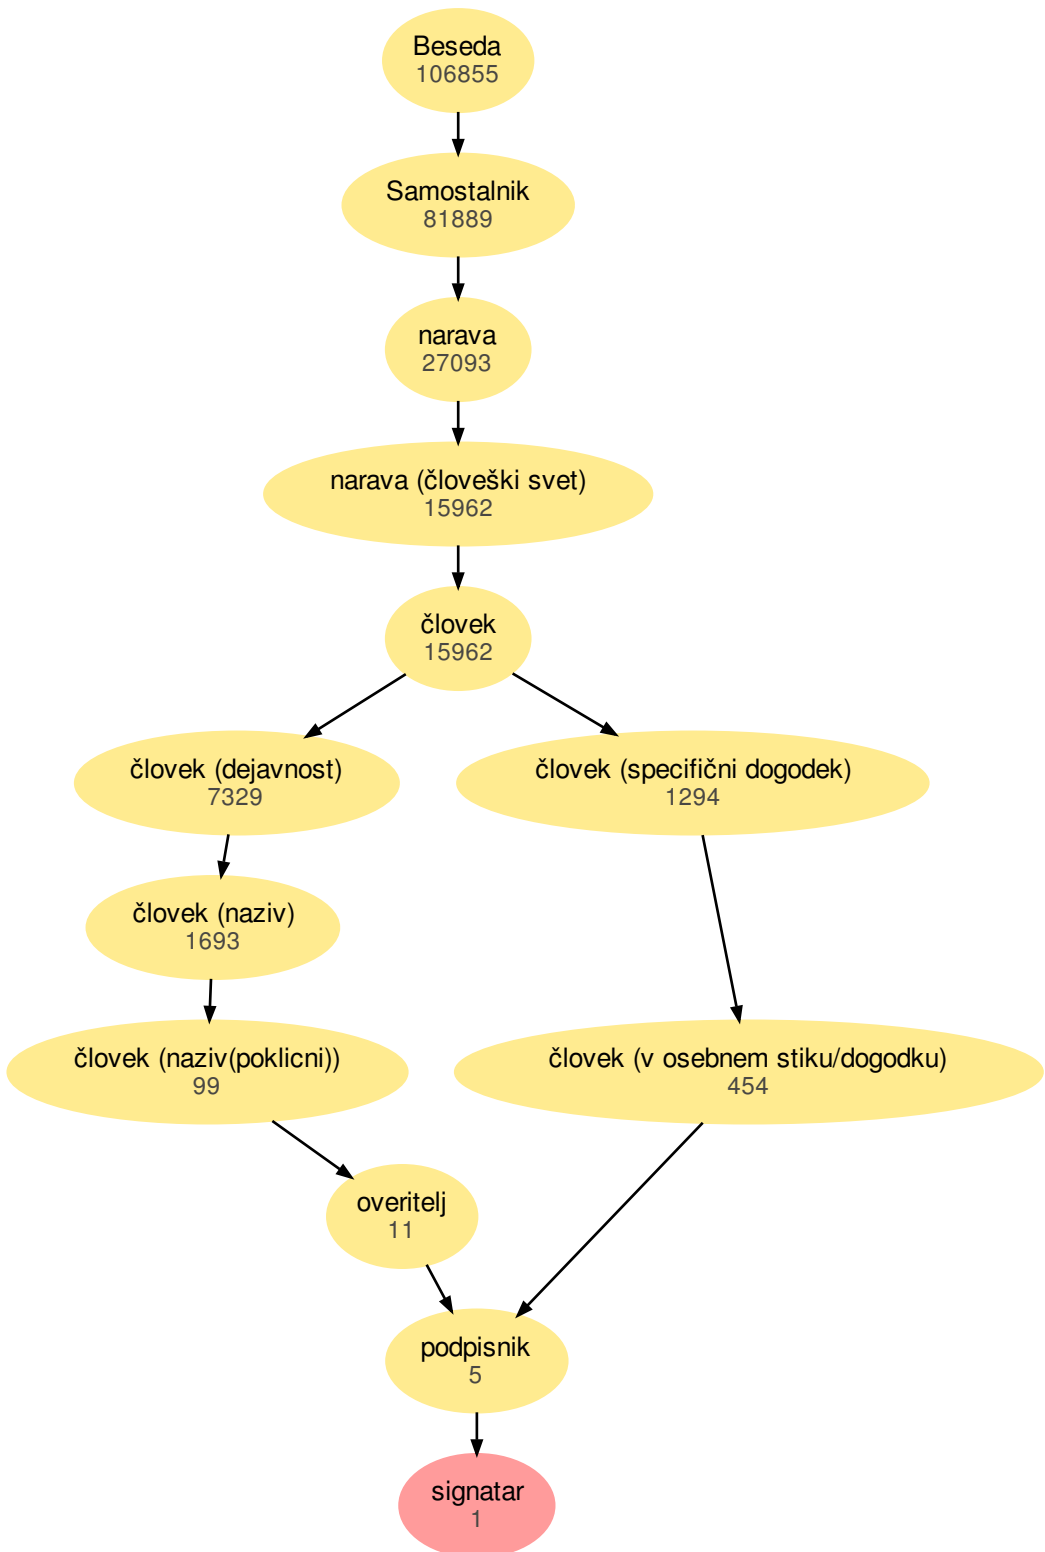 Beseda
106855
Samostalnik
81889
narava
27093
narava (človeški svet)
15962
človek
15962
človek (dejavnost)
7329
človek (specifični dogodek)
1294
človek (naziv)
1693
človek (naziv(poklicni))
99
človek (v osebnem stiku/dogodku)
454
overitelj
11
podpisnik
5
signatar
1